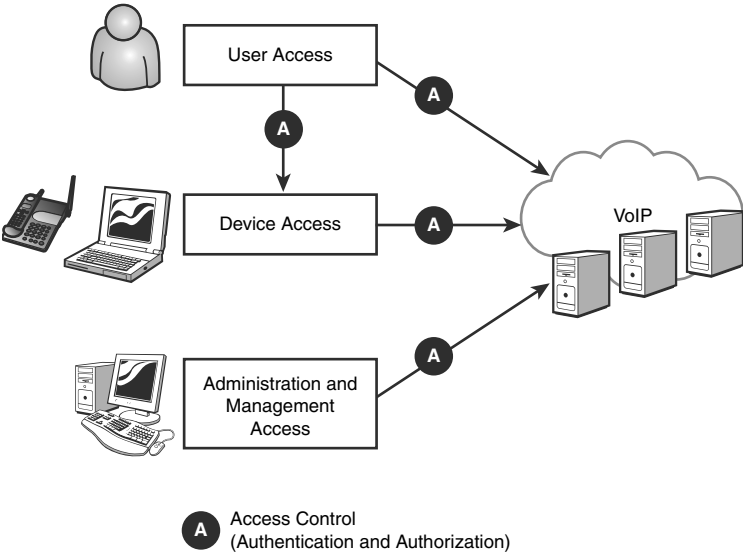 User Access
A
A
Device Access
A
VoIP
A
Administration and
Management
Access
A
Access Control
(Authentication and Authorization)